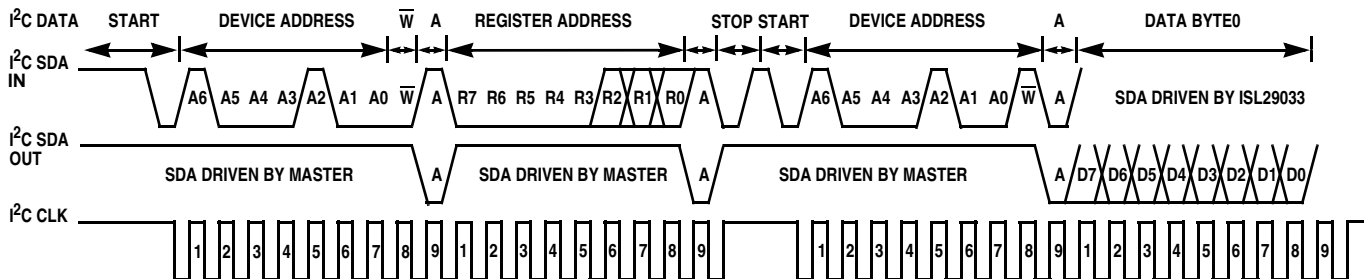 I²C DATA START DEVICE ADDRESS W̅ A REGISTER ADDRESS STOP START DEVICE ADDRESS A DATA BYTE0
I²C SDA IN A6 A5 A4 A3 A2 A1 A0 W̅ A R7 R6 R5 R4 R3 R2 R1 R0 A A6 A5 A4 A3 A2 A1 A0 W̅ A SDA DRIVEN BY ISL29033
I²C SDA OUT SDA DRIVEN BY MASTER A SDA DRIVEN BY MASTER A SDA DRIVEN BY MASTER A D7 D6 D5 D4 D3 D2 D1 D0
I²C CLK 1 2 3 4 5 6 7 8 9 1 2 3 4 5 6 7 8 9 1 2 3 4 5 6 7 8 9 1 2 3 4 5 6 7 8 9